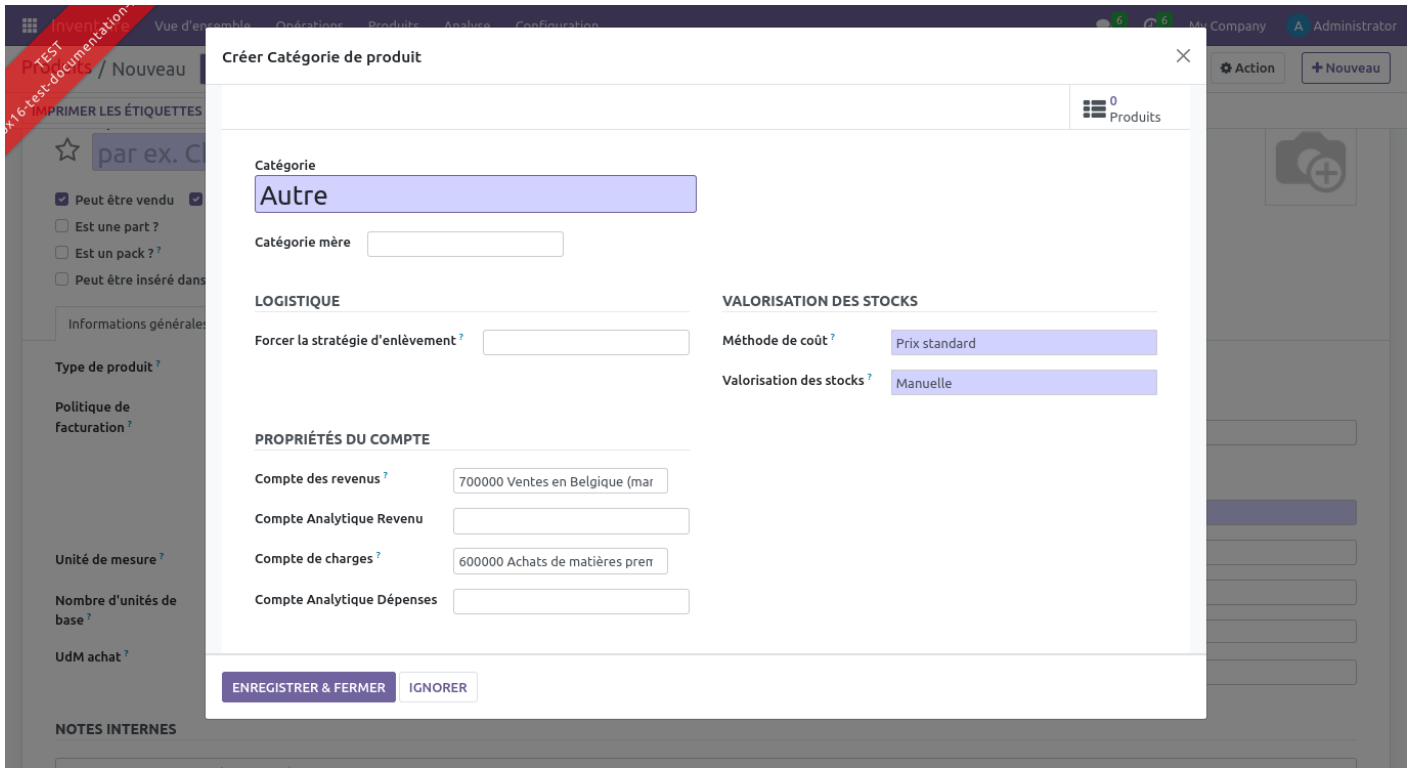 Inventaire Vue d'ensemble Opérations Produits Analyse Configuration 6 6 My Company A Administrator
TEST
x16-test-documentation-
Produits / Nouveau Action + Nouveau
IMPRIMER LES ÉTIQUETTES
par ex. C
Peut être vendu
Est une part ?
Est un pack ? ?
Peut être inséré dans
Informations générales
Type de produit ?
Politique de
facturation ?
Unité de mesure ?
Nombre d'unités de
base ?
UdM achat ?
NOTES INTERNES
Créer Catégorie de produit
0
Produits
Catégorie
Autre
Catégorie mère
LOGISTIQUE
Forcer la stratégie d'enlèvement ?
VALORISATION DES STOCKS
Méthode de coût ? Prix standard
Valorisation des stocks ? Manuelle
PROPRIÉTÉS DU COMPTE
Compte des revenus ? 700000 Ventes en Belgique (mar
Compte Analytique Revenu
Compte de charges ? 600000 Achats de matières prem
Compte Analytique Dépenses
ENREGISTRER & FERMER IGNORER